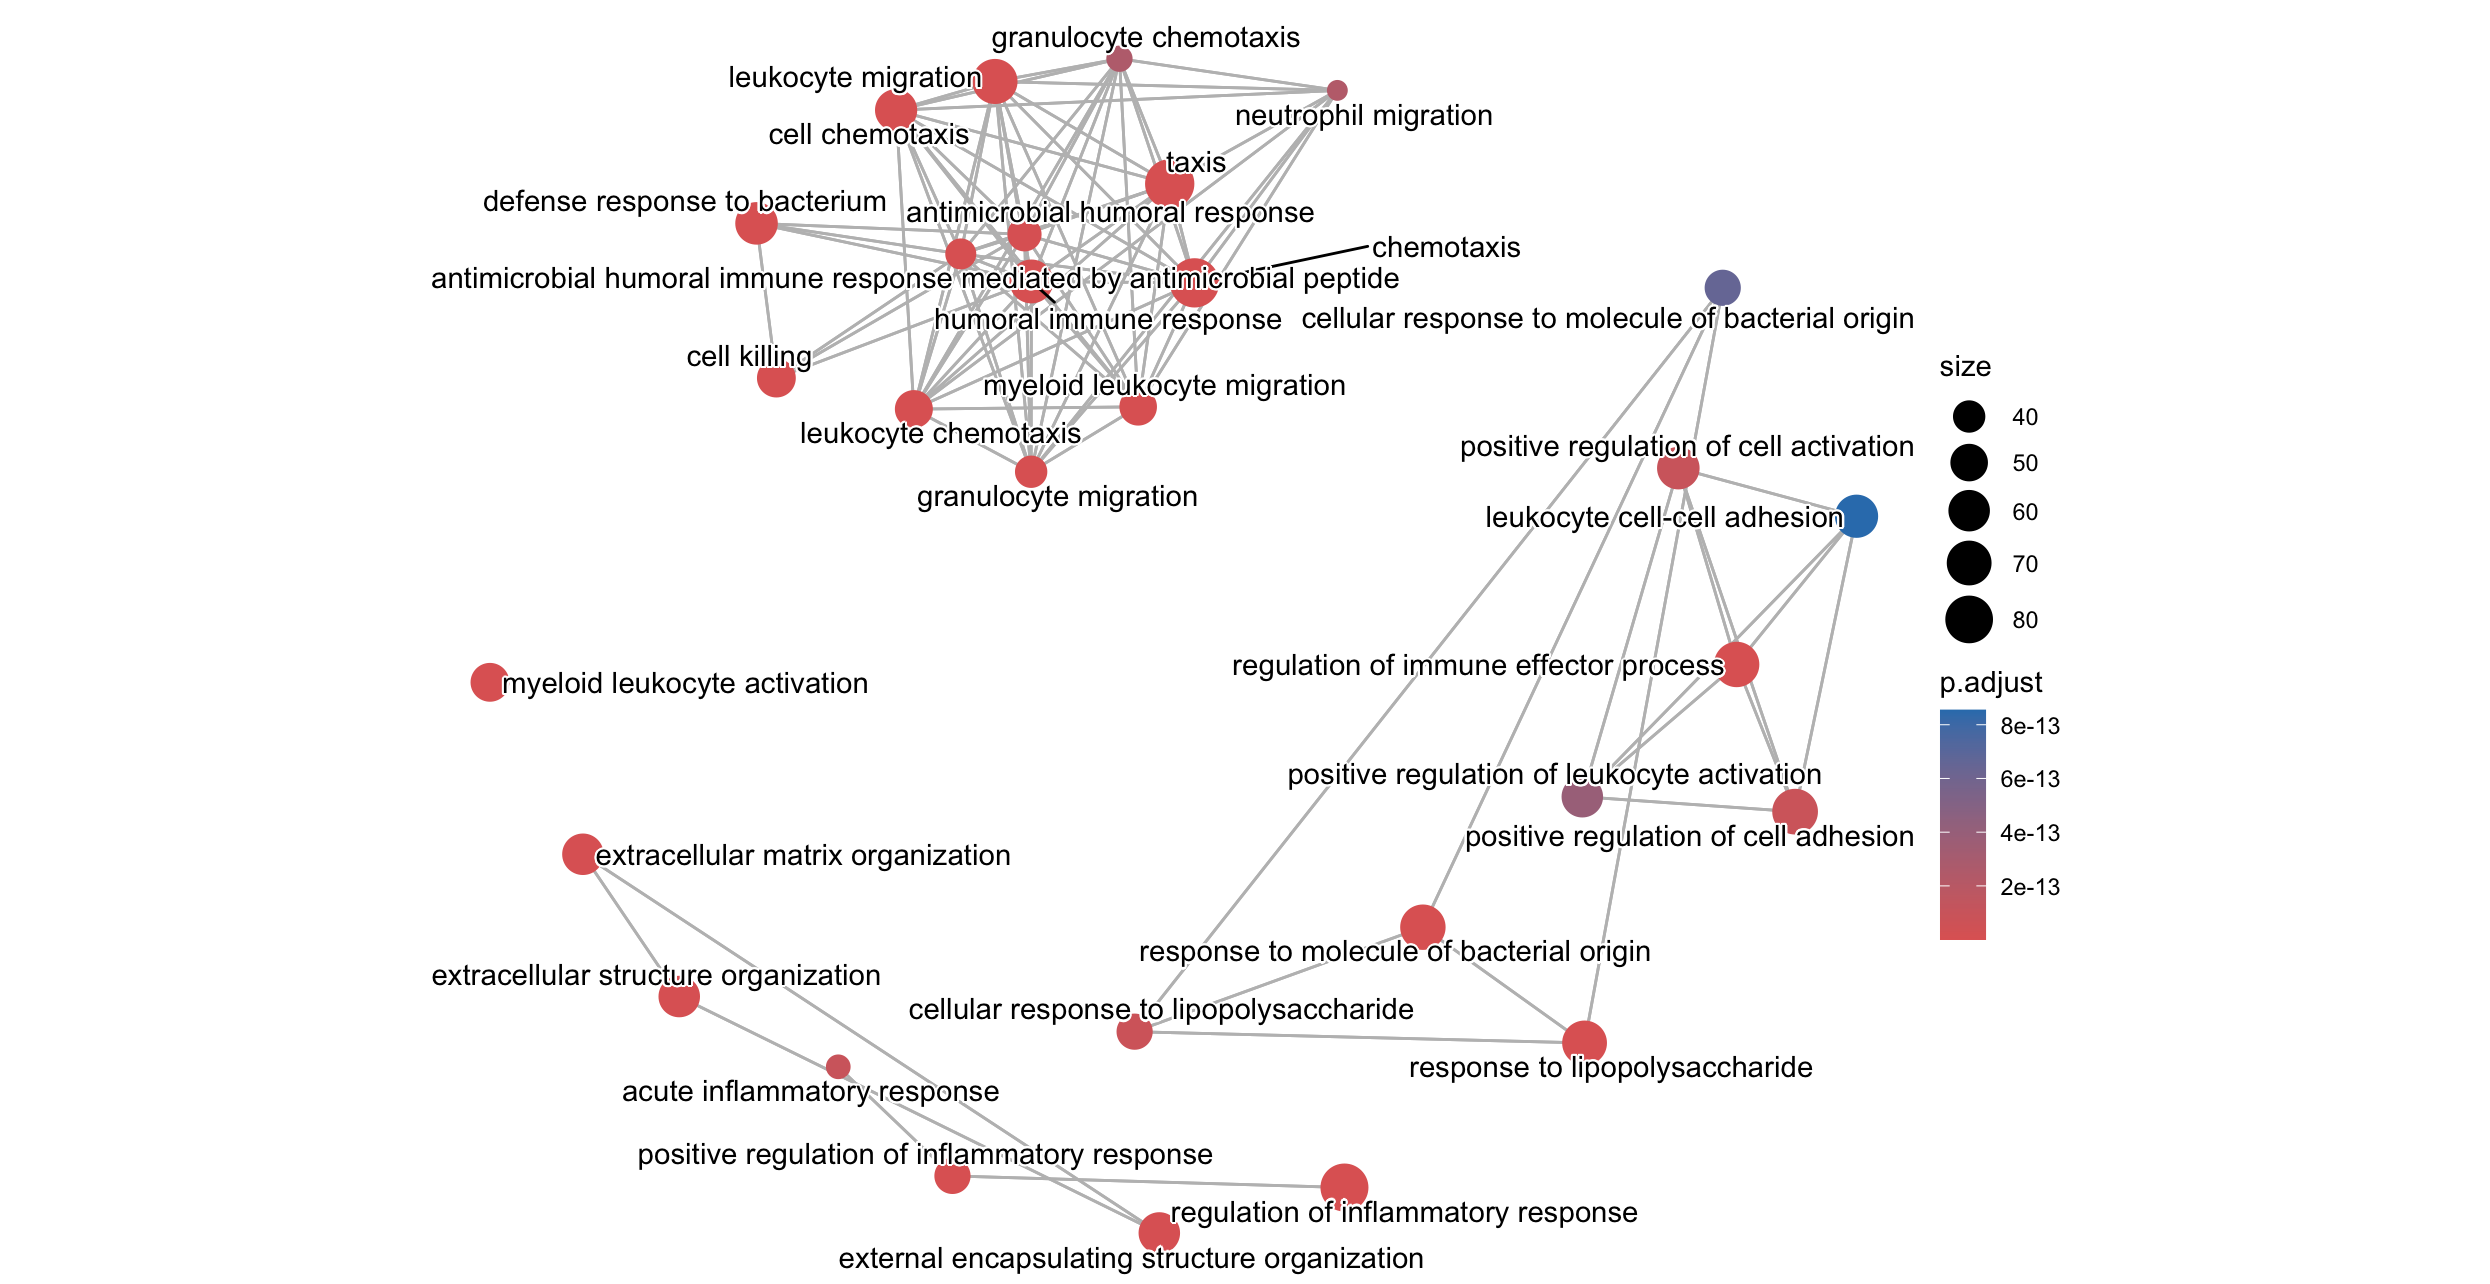 granulocyte chemotaxis
leukocyte migration
neutrophil migration
cell chemotaxis
taxis
defense response to bacterium
antimicrobial humoral response
chemotaxis
antimicrobial humoral immune response mediated by antimicrobial peptide
humoral immune response
cellular response to molecule of bacterial origin
cell killing
myeloid leukocyte migration
leukocyte chemotaxis
positive regulation of cell activation
granulocyte migration
leukocyte cell-cell adhesion
regulation of immune effector process
myeloid leukocyte activation
positive regulation of leukocyte activation
positive regulation of cell adhesion
extracellular matrix organization
response to molecule of bacterial origin
extracellular structure organization
cellular response to lipopolysaccharide
response to lipopolysaccharide
acute inflammatory response
positive regulation of inflammatory response
regulation of inflammatory response
external encapsulating structure organization
size
40
50
60
70
80
p.adjust
8e-13
6e-13
4e-13
2e-13